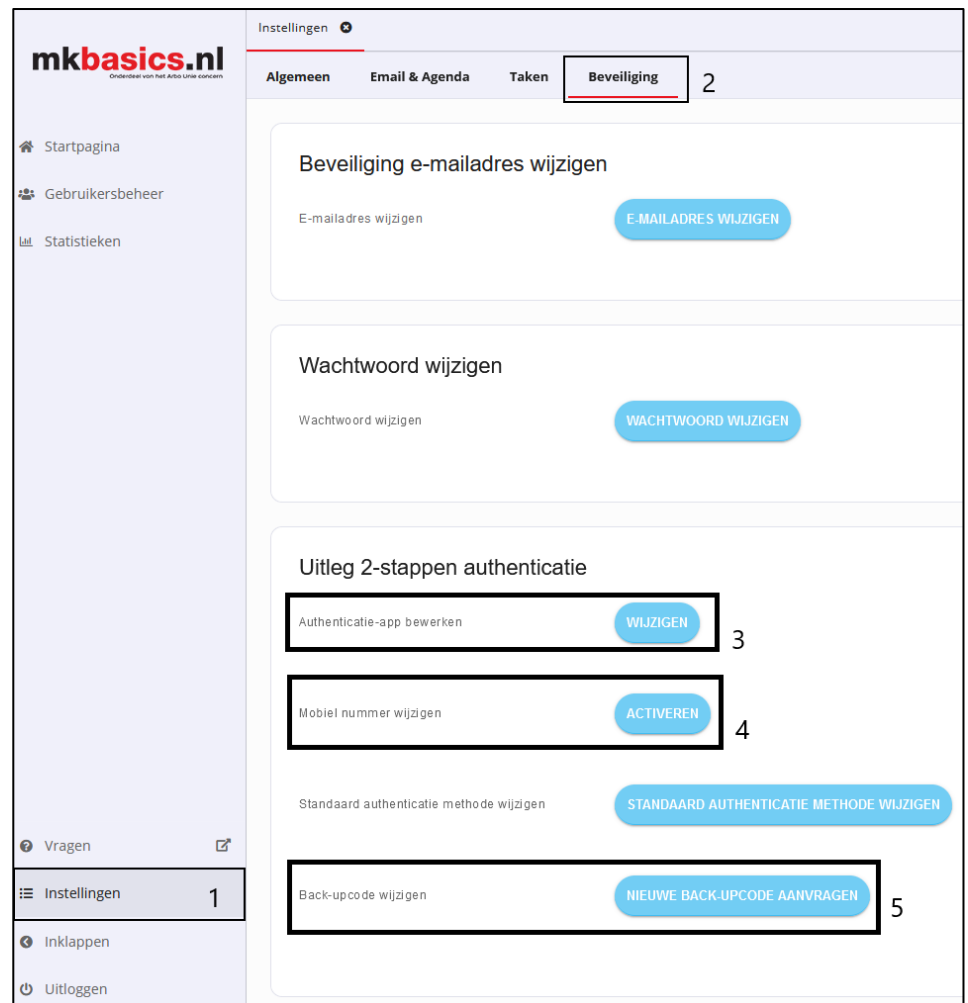 mkbasics.nl
Onderdeel van het Arbo Unie concern
Startpagina
Gebruikersbeheer
Statistieken
Vragen
Instellingen 1
Inklappen
Uitloggen
Instellingen
Algemeen Email & Agenda Taken Beveiliging 2
Beveiliging e-mailadres wijzigen
E-mailadres wijzigen E-MAILADRES WIJZIGEN
Wachtwoord wijzigen
Wachtwoord wijzigen WACHTWOORD WIJZIGEN
Uitleg 2-stappen authenticatie
Authenticatie-app bewerken WIJZIGEN 3
Mobiel nummer wijzigen ACTIVEREN 4
Standaard authenticatie methode wijzigen STANDAARD AUTHENTICATIE METHODE WIJZIGEN
Back-upcode wijzigen NIEUWE BACK-UPCODE AANVRAGEN 5